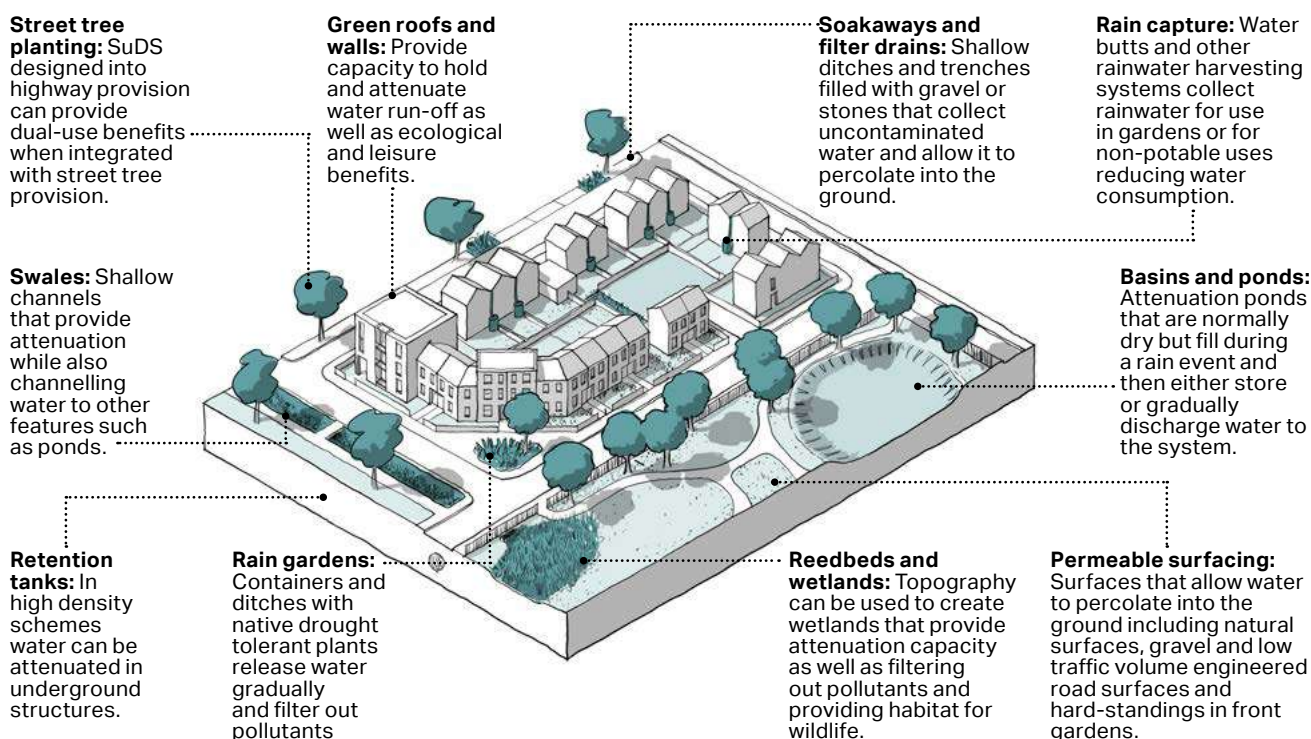 Street tree
planting: SuDS
designed into
highway provision
can provide
dual-use benefits
when integrated
with street tree
provision.
Green roofs and
walls: Provide
capacity to hold
and attenuate
water run-off as
well as ecological
and leisure
benefits.
Soakaways and
filter drains: Shallow
ditches and trenches
filled with gravel or
stones that collect
uncontaminated
water and allow it to
percolate into the
ground.
Rain capture: Water
butts and other
rainwater harvesting
systems collect
rainwater for use
in gardens or for
non-potable uses
reducing water
consumption.
Swales: Shallow
channels
that provide
attenuation
while also
channelling
water to other
features such
as ponds.
Basins and ponds:
Attenuation ponds
that are normally
dry but fill during
a rain event and
then either store
or gradually
discharge water to
the system.
Retention
tanks: In
high density
schemes
water can be
attenuated in
underground
structures.
Rain gardens:
Containers and
ditches with
native drought
tolerant plants
release water
gradually
and filter out
pollutants
Reedbeds and
wetlands: Topography
can be used to create
wetlands that provide
attenuation capacity
as well as filtering
out pollutants and
providing habitat for
wildlife.
Permeable surfacing:
Surfaces that allow water
to percolate into the
ground including natural
surfaces, gravel and low
traffic volume engineered
road surfaces and
hard-standings in front
gardens.